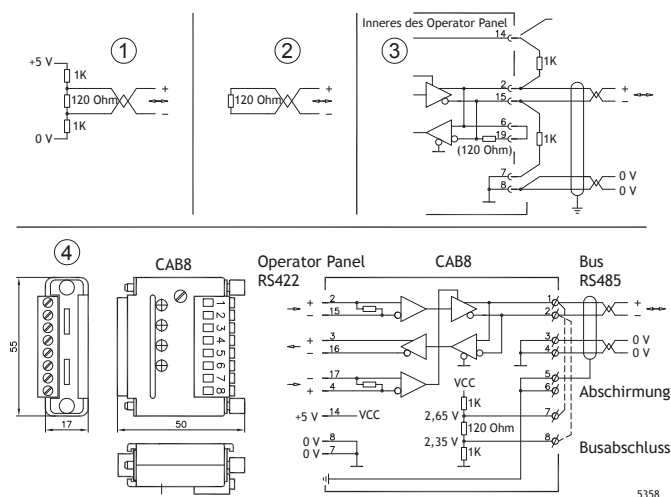 1
+5 V
1K
120 Ohm
+
−
1K
0 V
2
120 Ohm
+
−
Inneres des Operator Panel
3
14
1K
2
+
15
−
6
19
(120 Ohm)
1K
7
0 V
8
0 V
4
CAB8
55
17
1
2
3
4
5
6
7
8
50
Operator Panel
RS422
CAB8
Bus
RS485
+ 2
− 15
+ 3
− 16
+ 17
− 4
+5 V 14 VCC
0 V 8
0 V 7
VCC
1K
2,65 V
120 Ohm
2,35 V
1K
1 +
2 −
3 0 V
4 0 V
5
6 Abschirmung
7
8 Busabschluss
5358